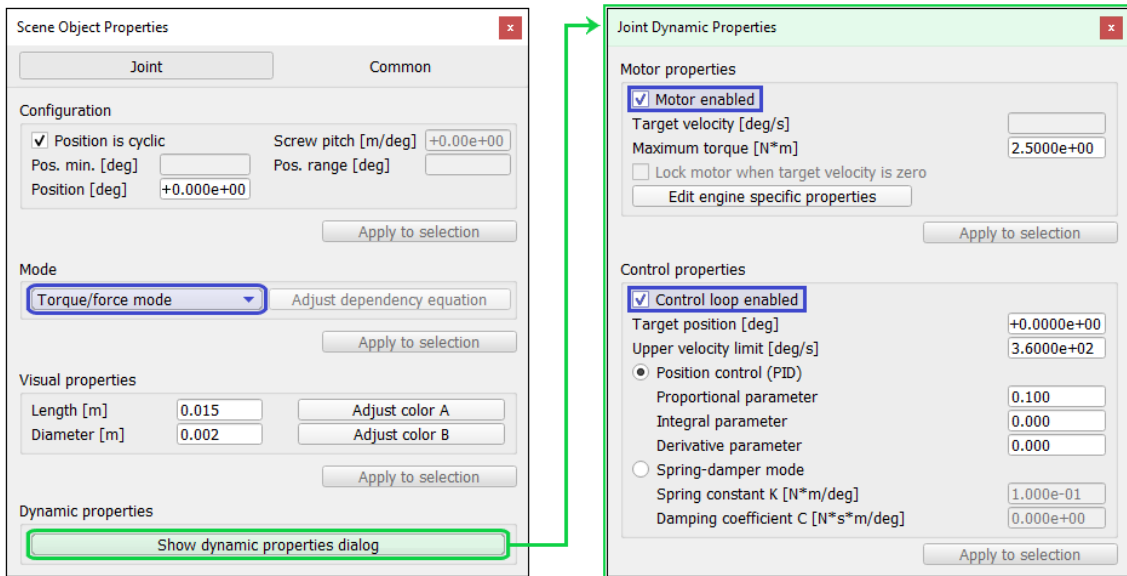 Scene Object Properties
x
Joint
Common
Configuration
Position is cyclic
Screw pitch [m/deg]
+0.00e+00
Pos. min. [deg]
Pos. range [deg]
Position [deg]
+0.000e+00
Apply to selection
Mode
Torque/force mode
Adjust dependency equation
Apply to selection
Visual properties
Length [m]
0.015
Adjust color A
Diameter [m]
0.002
Adjust color B
Apply to selection
Dynamic properties
Show dynamic properties dialog
Joint Dynamic Properties
x
Motor properties
Motor enabled
Target velocity [deg/s]
Maximum torque [N*m]
2.5000e+00
Lock motor when target velocity is zero
Edit engine specific properties
Apply to selection
Control properties
Control loop enabled
Target position [deg]
+0.0000e+00
Upper velocity limit [deg/s]
3.6000e+02
Position control (PID)
Proportional parameter
0.100
Integral parameter
0.000
Derivative parameter
0.000
Spring-damper mode
Spring constant K [N*m/deg]
1.000e-01
Damping coefficient C [N*s*m/deg]
0.000e+00
Apply to selection